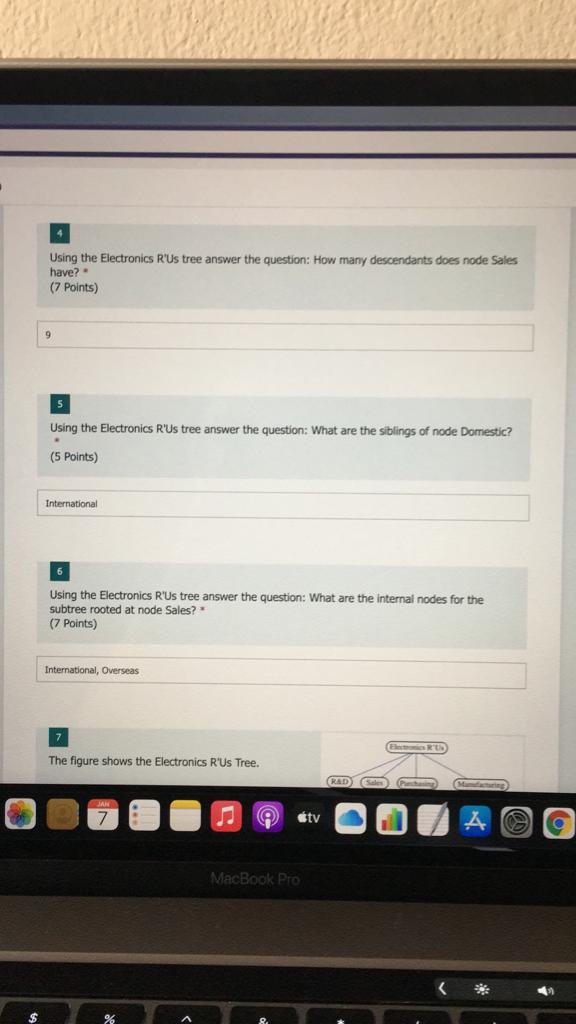 4
Using the Electronics R'Us tree answer the question: How many descendants does node Sales
have? *
(7 Points)
9
5
Using the Electronics R'Us tree answer the question: What are the siblings of node Domestic?
*
(5 Points)
International
6
Using the Electronics R'Us tree answer the question: What are the internal nodes for the
subtree rooted at node Sales? *
(7 Points)
International, Overseas
7
The figure shows the Electronics R'Us Tree.
Electronics R'Us
R&D Sales Purchasing Manufacturing
JAN
7
tv
MacBook Pro
$ % ^ &